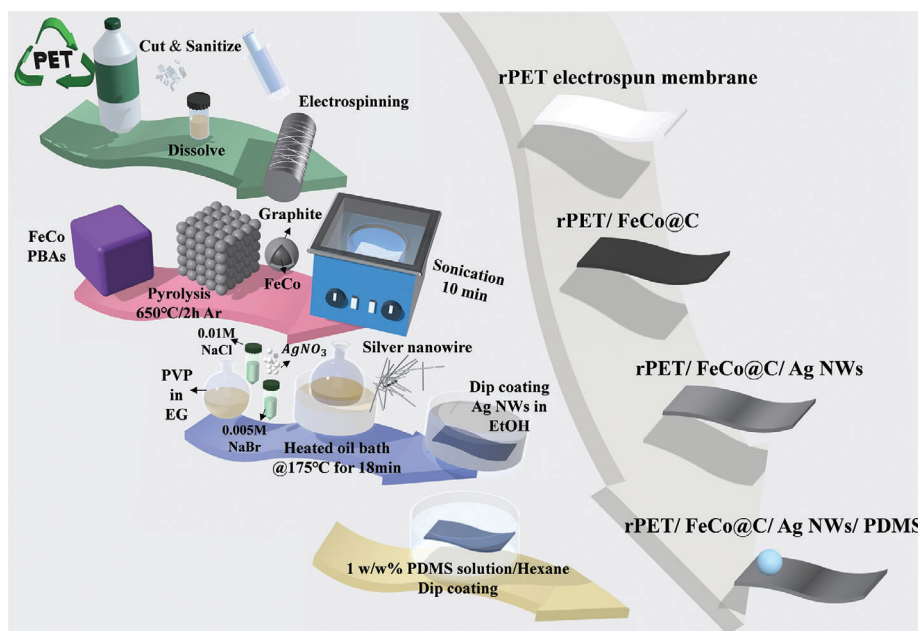 PET
Cut & Sanitize
Dissolve
Electrospinning
rPET electrospun membrane
FeCo
PBAs
Pyrolysis
650°C/2h Ar
Graphite
FeCo
Sonication
10 min
rPET/ FeCo@C
0.01M
NaCl
AgNO3
Silver nanowire
PVP
in
EG
0.005M
NaBr
Heated oil bath
@175°C for 18min
Dip coating
Ag NWs in
EtOH
rPET/ FeCo@C/ Ag NWs
1 w/w% PDMS solution/Hexane
Dip coating
rPET/ FeCo@C/ Ag NWs/ PDMS